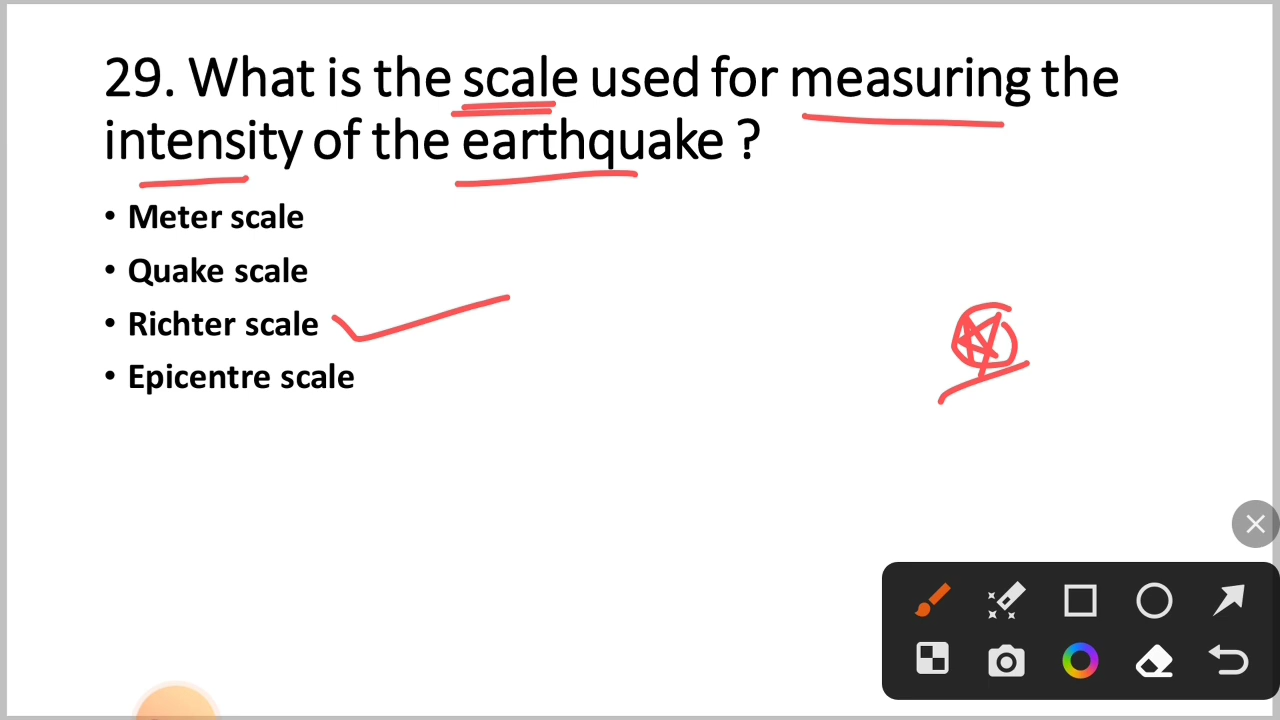 29. What is the scale used for measuring the
intensity of the earthquake ?
• Meter scale
• Quake scale
• Richter scale
• Epicentre scale